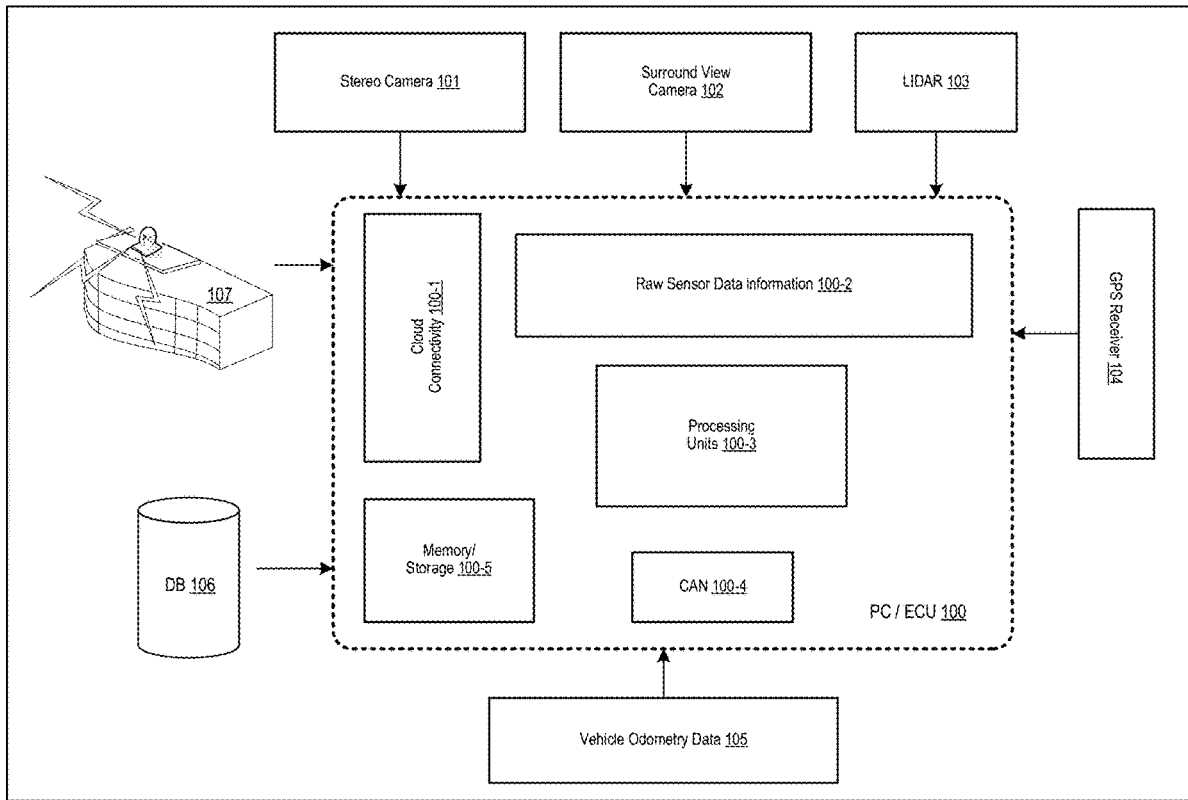 Stereo Camera 101
Surround View
Camera 102
LIDAR 103
107
Cloud
Connectivity 100-1
Raw Sensor Data information 100-2
GPS Receiver 104
Processing
Units 100-3
DB 106
Memory/
Storage 100-5
CAN 100-4
PC / ECU 100
Vehicle Odometry Data 105